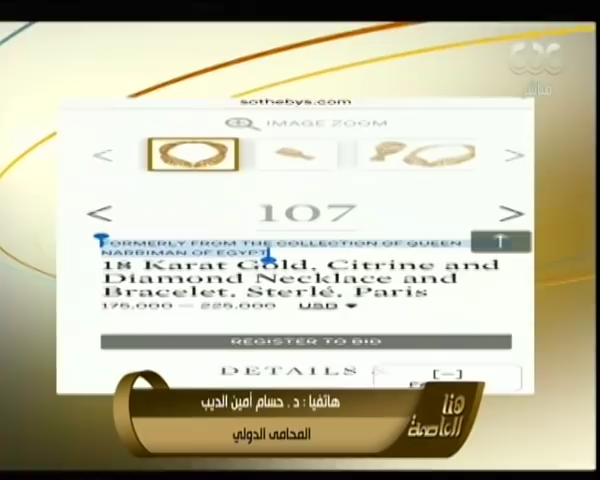 cbc
مباشر
sothebys.com
IMAGE ZOOM
107
FORMERLY FROM THE COLLECTION OF QUEEN
NARRIMAN OF EGYPT
18 Karat Gold, Citrine and
Diamond Necklace and
Bracelet, Sterlé, Paris
175,000 — 225,000 USD
REGISTER TO BID
DETAILS
[—]
هاتفيا : د . حسام أمين الديب
المحامى الدولي
هنا
العاصمة